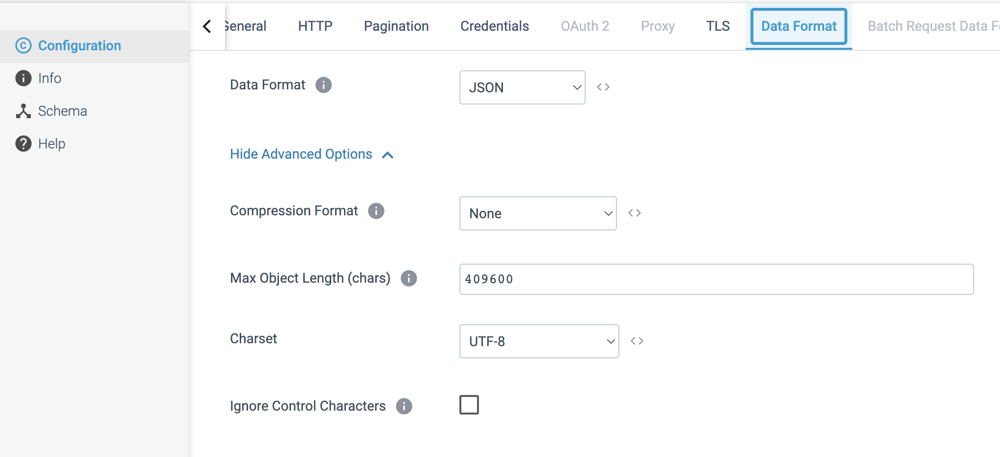 General HTTP Pagination Credentials OAuth 2 Proxy TLS Data Format Batch Request Data
Configuration
Info
Schema
Help
Data Format JSON
Hide Advanced Options
Compression Format None
Max Object Length (chars) 409600
Charset UTF-8
Ignore Control Characters